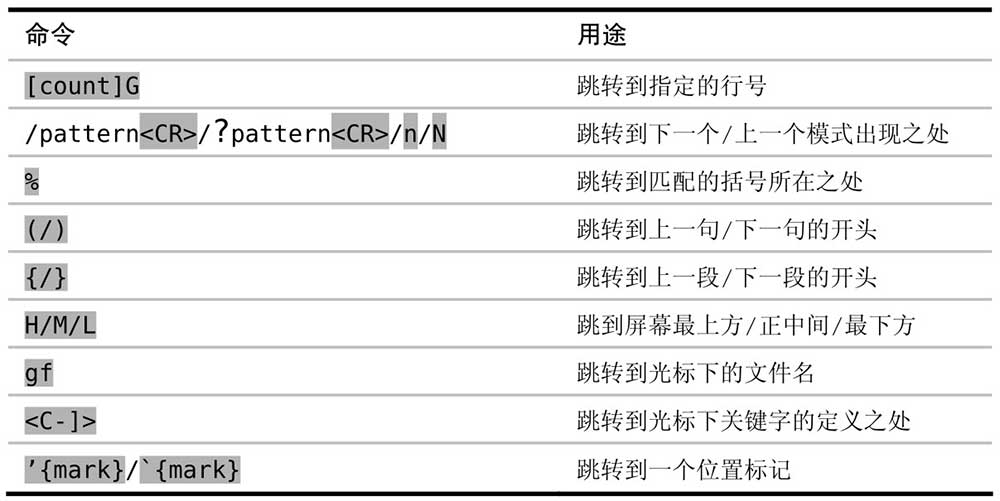 命令 用途
[count]G 跳转到指定的行号
/pattern<CR>/?pattern<CR>/n/N 跳转到下一个/上一个模式出现之处
% 跳转到匹配的括号所在之处
(/) 跳转到上一句/下一句的开头
{/} 跳转到上一段/下一段的开头
H/M/L 跳到屏幕最上方/正中间/最下方
gf 跳转到光标下的文件名
<C-]> 跳转到光标下关键字的定义之处
’{mark}/`{mark} 跳转到一个位置标记